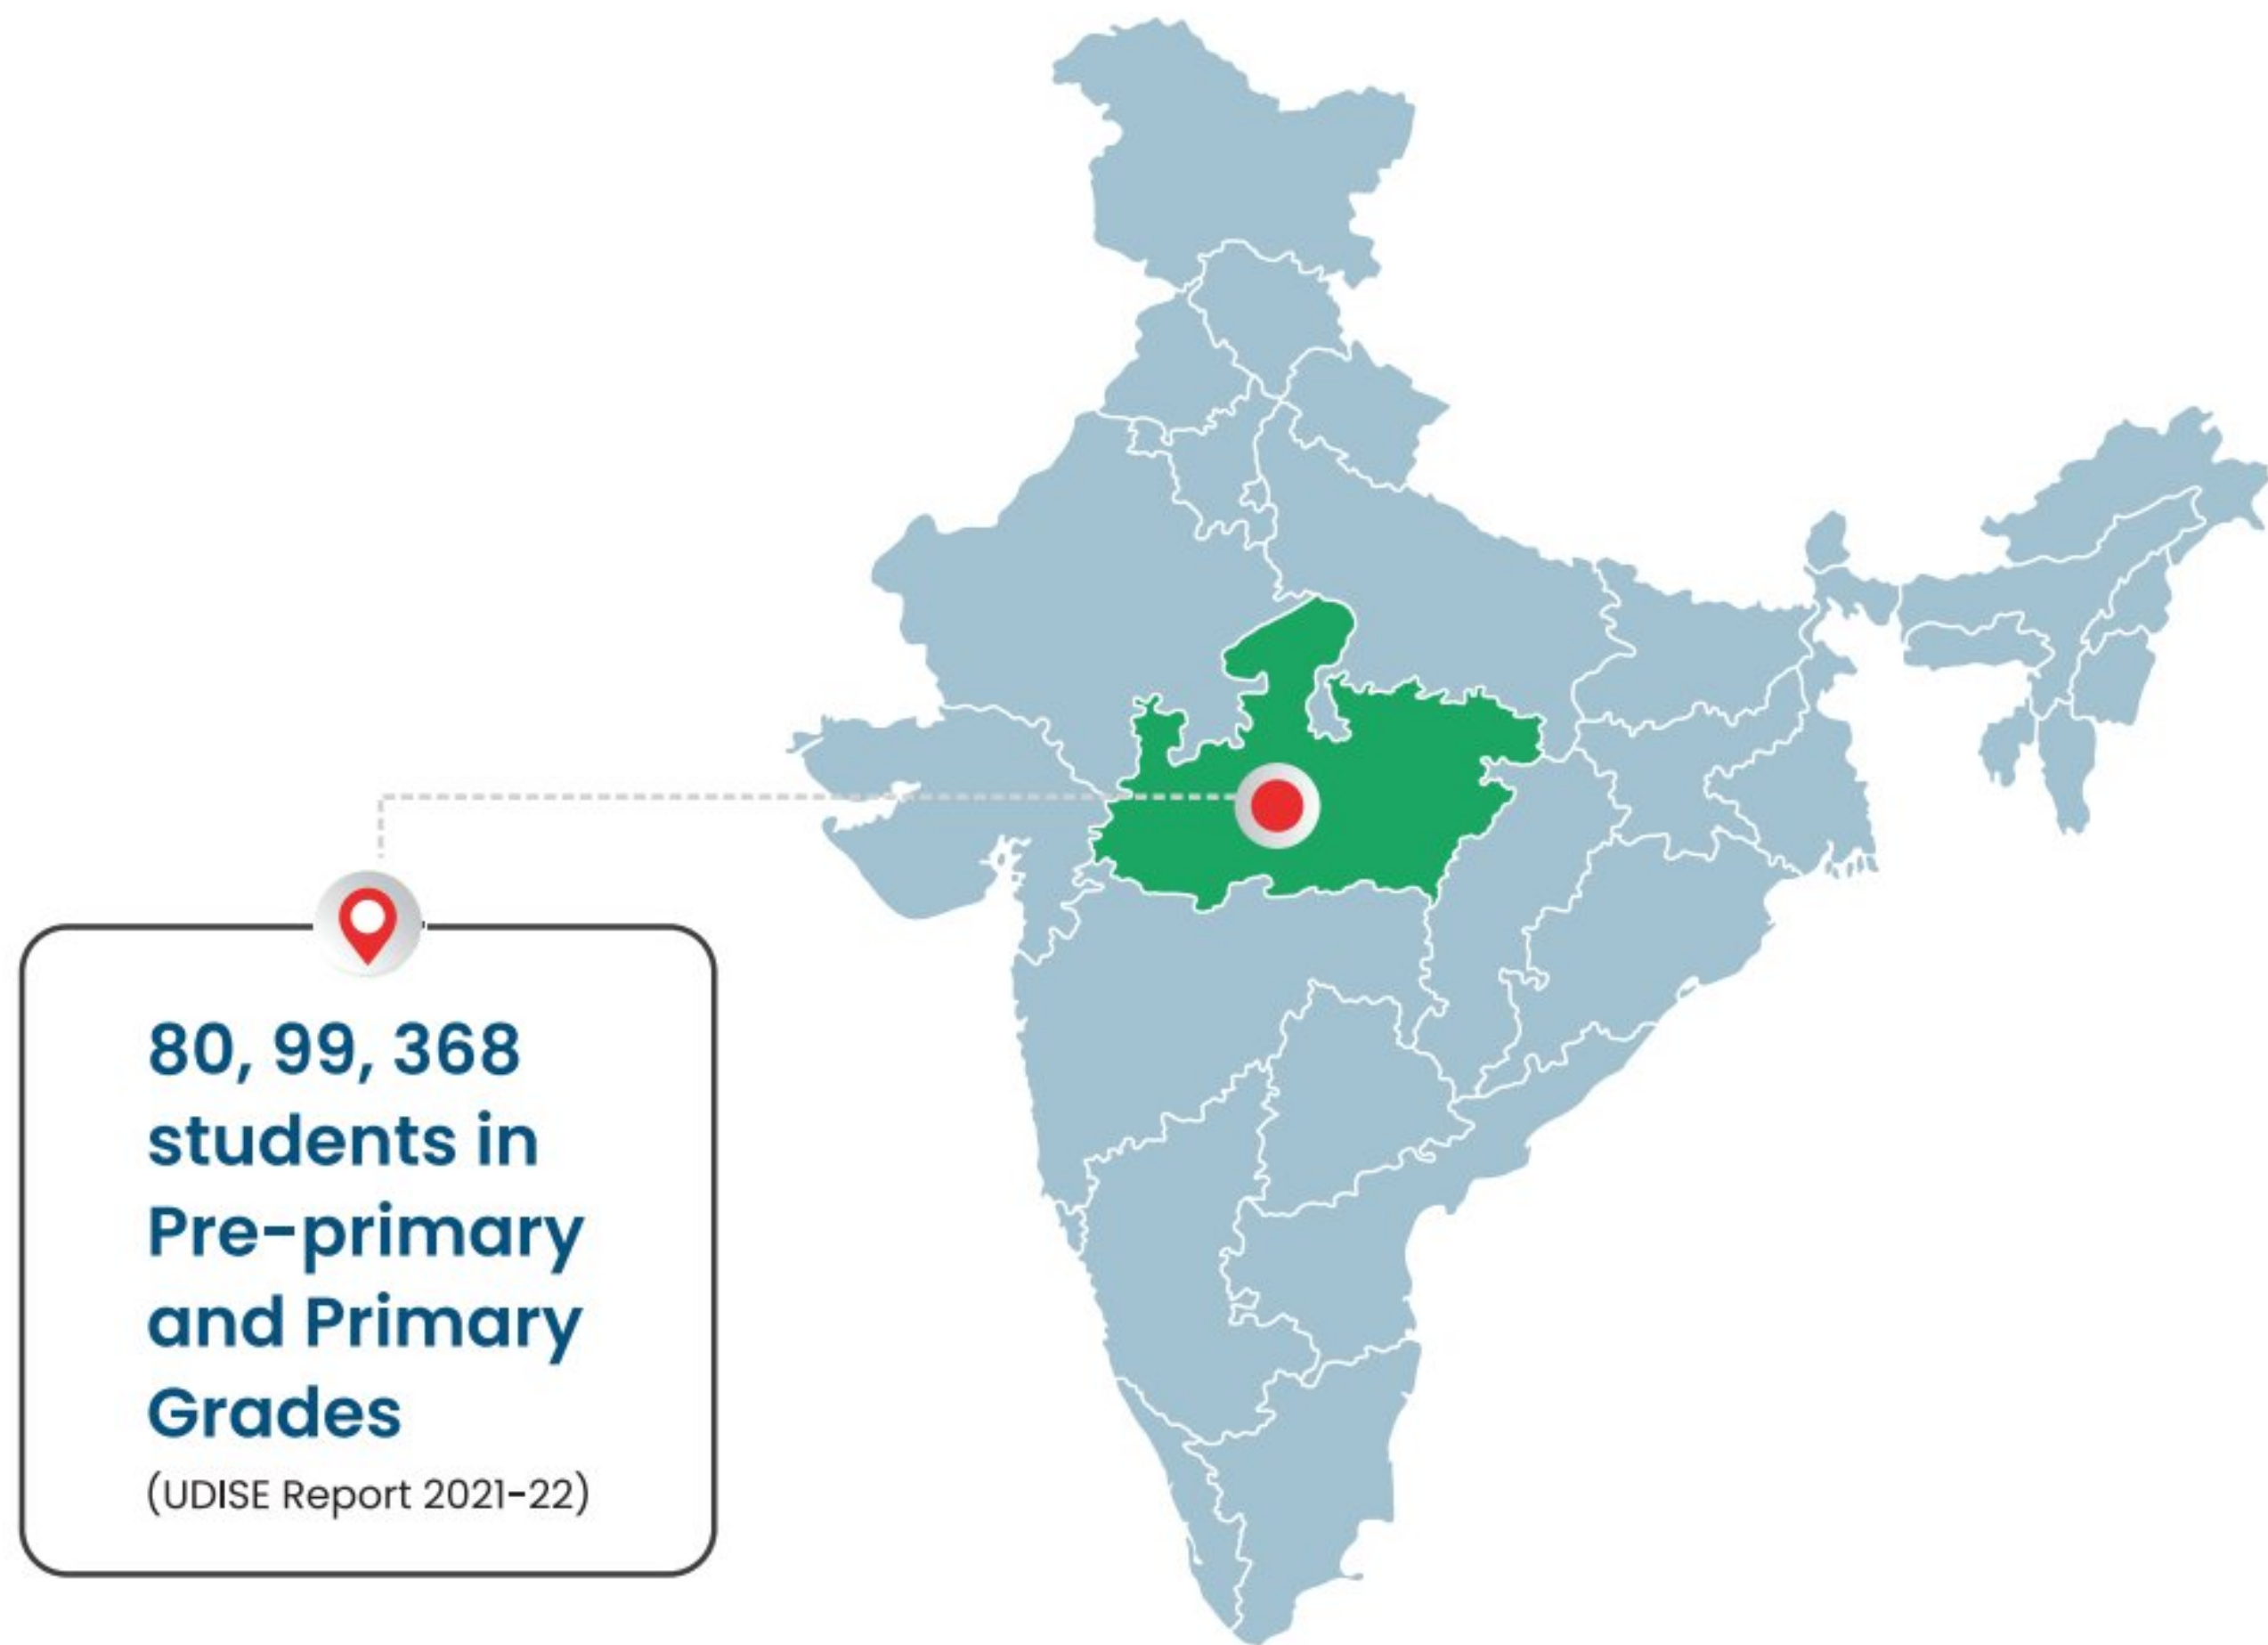 80, 99, 368
students in
Pre-primary
and Primary
Grades
(UDISE Report 2021-22)